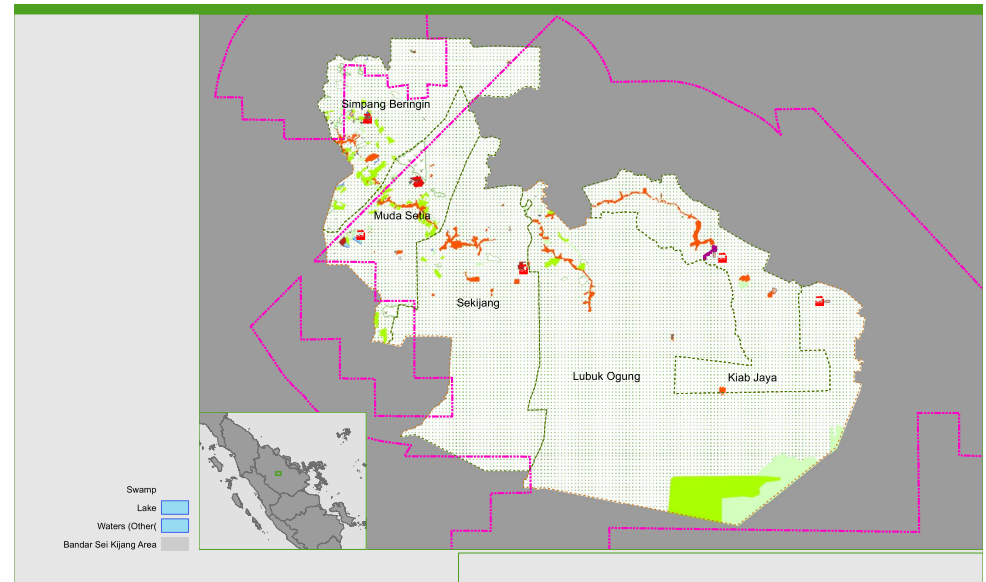 Simpang Beringin
Muda Setia
Sekijang
Lubuk Ogung
Kiab Jaya
Swamp
Lake
Waters (Other(
Bandar Sei Kijang Area